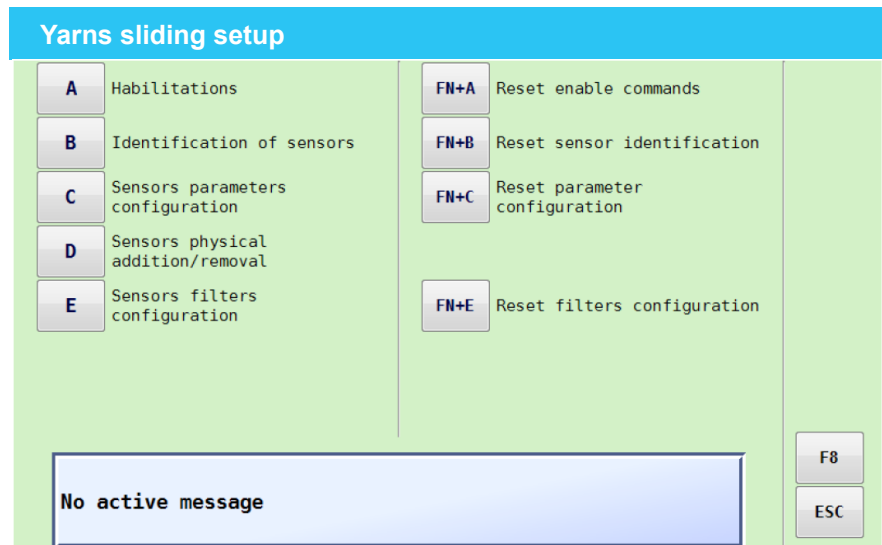 Yarns sliding setup
A Habilitations
FN+A Reset enable commands
B Identification of sensors
FN+B Reset sensor identification
C Sensors parameters
configuration
FN+C Reset parameter
configuration
D Sensors physical
addition/removal
E Sensors filters
configuration
FN+E Reset filters configuration
F8
No active message
ESC